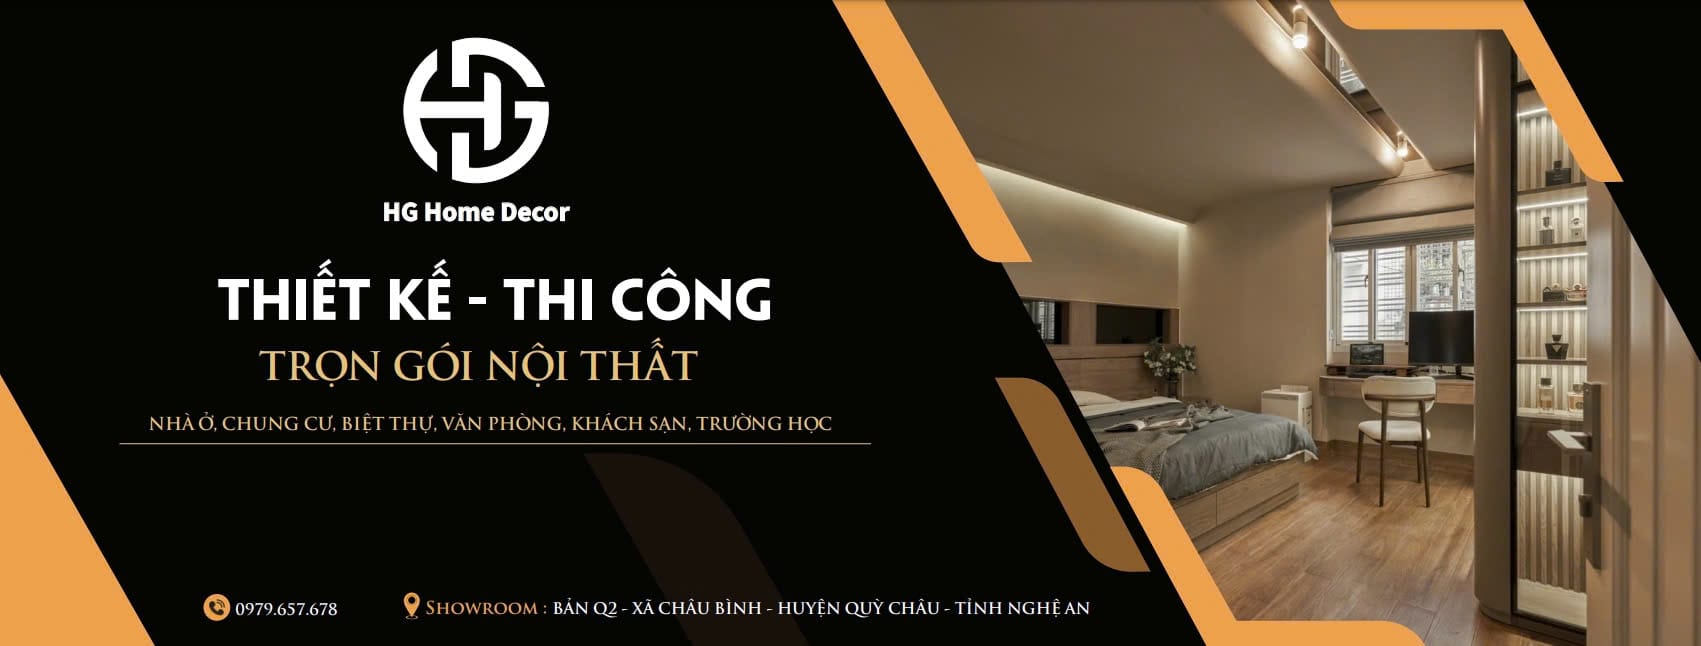 HG Home Decor
THIẾT KẾ - THI CÔNG
TRỌN GÓI NỘI THẤT
NHÀ Ở, CHUNG CƯ, BIỆT THỰ, VĂN PHÒNG, KHÁCH SẠN, TRƯỜNG HỌC
0979.657.678
SHOWROOM : BẢN Q2 - XÃ CHÂU BÌNH - HUYỆN QUỲ CHÂU - TỈNH NGHỆ AN